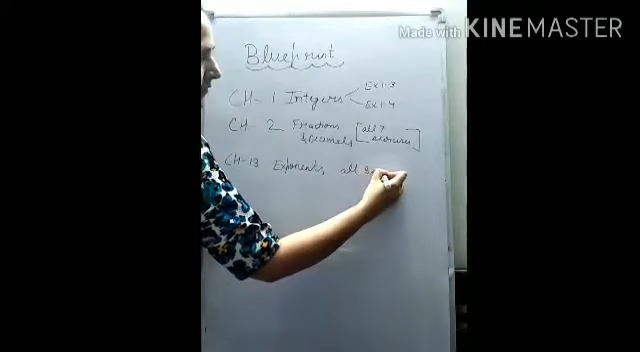 Made with KINEMASTER
Blueprint
CH- 1 Integers
Ex 1.3
Ex 1.4
CH- 2 Fractions & Decimals [all 7 exercises]
CH-13 Exponents, all